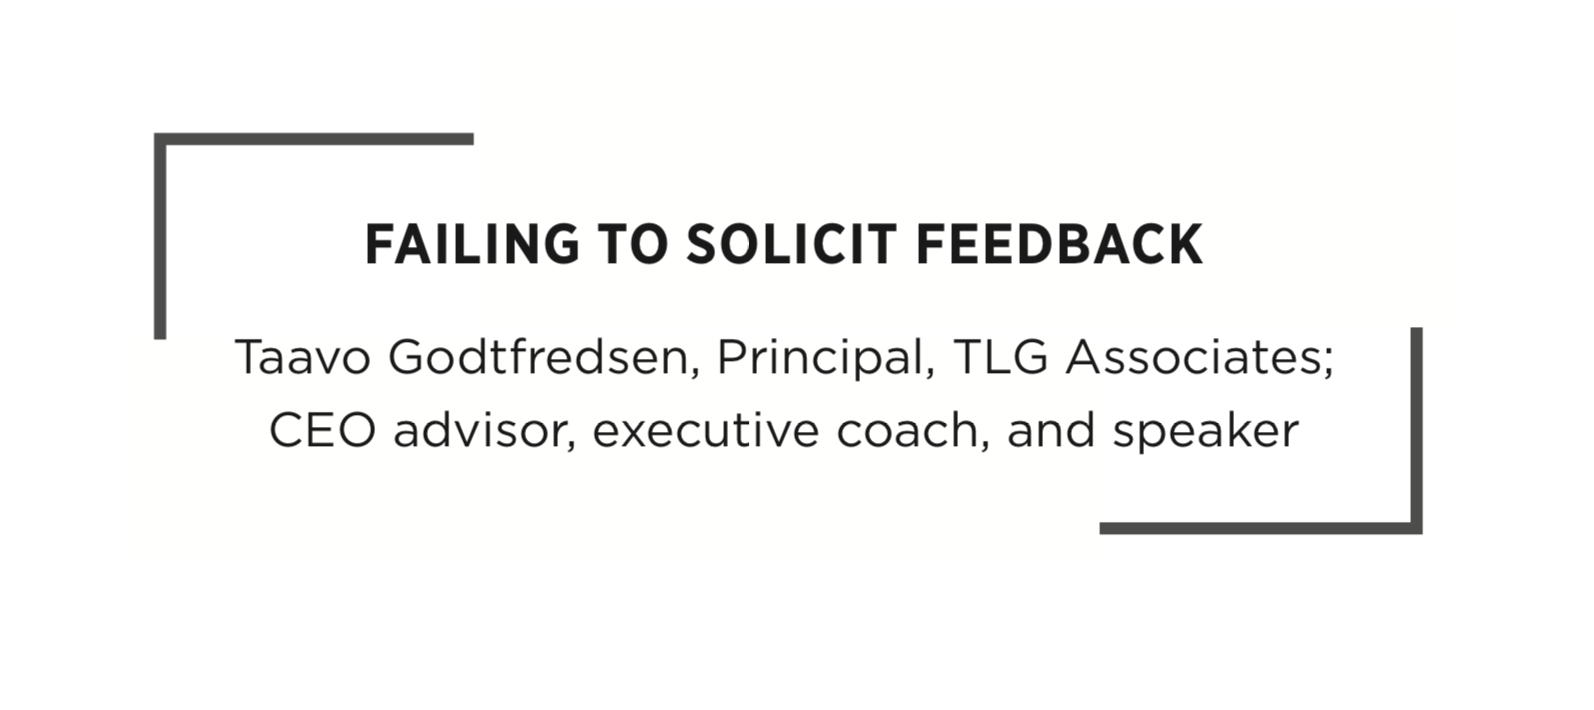 FAILING TO SOLICIT FEEDBACK
Taavo Godtfredsen, Principal, TLG Associates;
CEO advisor, executive coach, and speaker